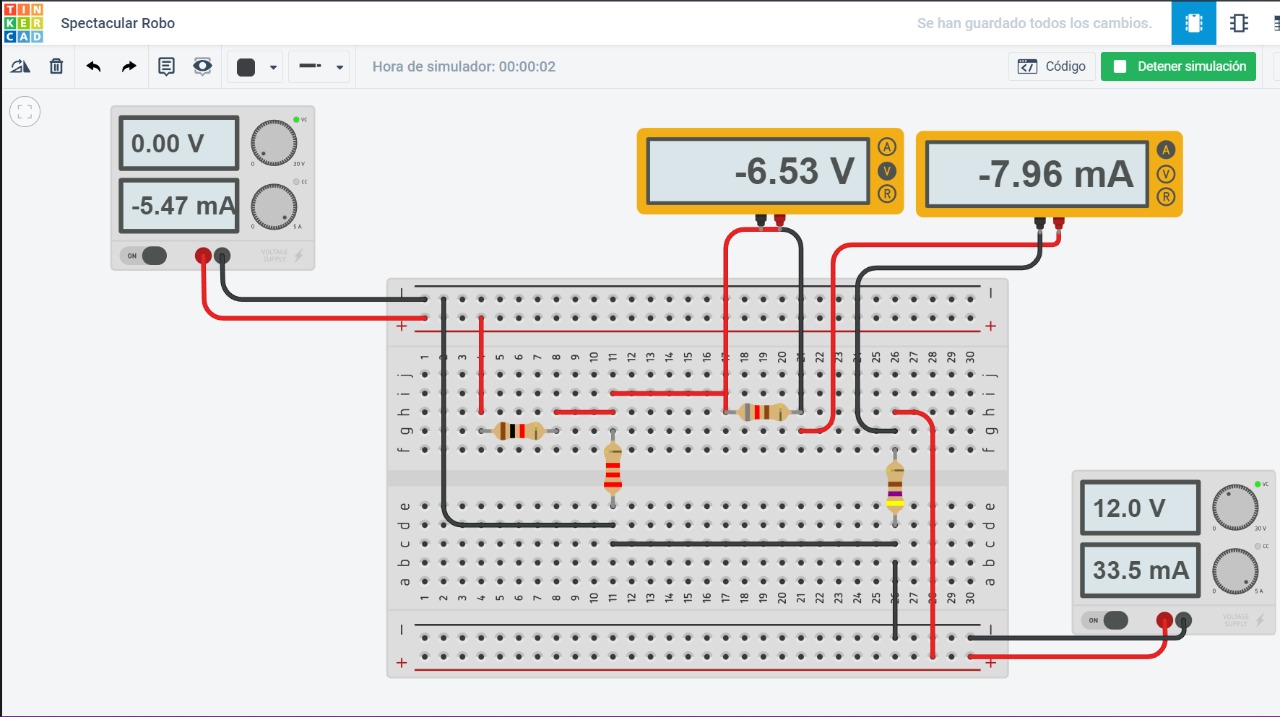 TIN
KER
CAD
Spectacular Robo
Se han guardado todos los cambios.
Hora de simulador: 00:00:02
Código
Detener simulación
0.00 V
VC
0
30 V
-5.47 mA
CC
0
5 A
ON
VOLTAGE
SUPPLY
-6.53 V
A
V
R
-7.96 mA
A
V
R
+
+
1 2 3 4 5 6 7 8 9 10 11 12 13 14 15 16 17 18 19 20 21 22 23 24 25 26 27 28 29 30
j j
i i
h h
g g
f f
e e
d d
c c
b b
a a
1 2 3 4 5 6 7 8 9 10 11 12 13 14 15 16 17 18 19 20 21 22 23 24 25 26 27 28 29 30
+
+
12.0 V
VC
0
30 V
33.5 mA
CC
0
5 A
ON
VOLTAGE
SUPPLY